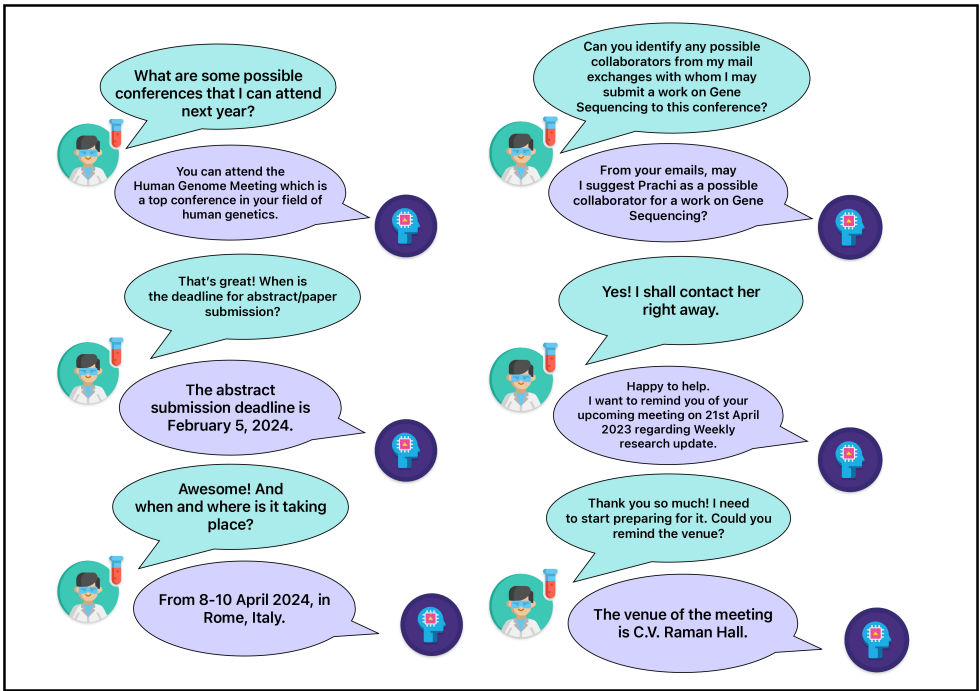 What are some possible
conferences that I can attend
next year?
You can attend the
Human Genome Meeting which is
a top conference in your field of
human genetics.
That's great! When is
the deadline for abstract/paper
submission?
The abstract
submission deadline is
February 5, 2024.
Awesome! And
when and where is it taking
place?
From 8-10 April 2024, in
Rome, Italy.
Can you identify any possible
collaborators from my mail
exchanges with whom I may
submit a work on Gene
Sequencing to this conference?
From your emails, may
I suggest Prachi as a possible
collaborator for a work on Gene
Sequencing?
Yes! I shall contact her
right away.
Happy to help.
I want to remind you of your
upcoming meeting on 21st April
2023 regarding Weekly
research update.
Thank you so much! I need
to start preparing for it. Could you
remind the venue?
The venue of the meeting
is C.V. Raman Hall.